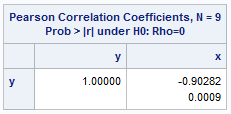 Pearson Correlation Coefficients, N = 9
Prob > |r| under H0: Rho=0
y x
y 1.00000 -0.90282
0.0009